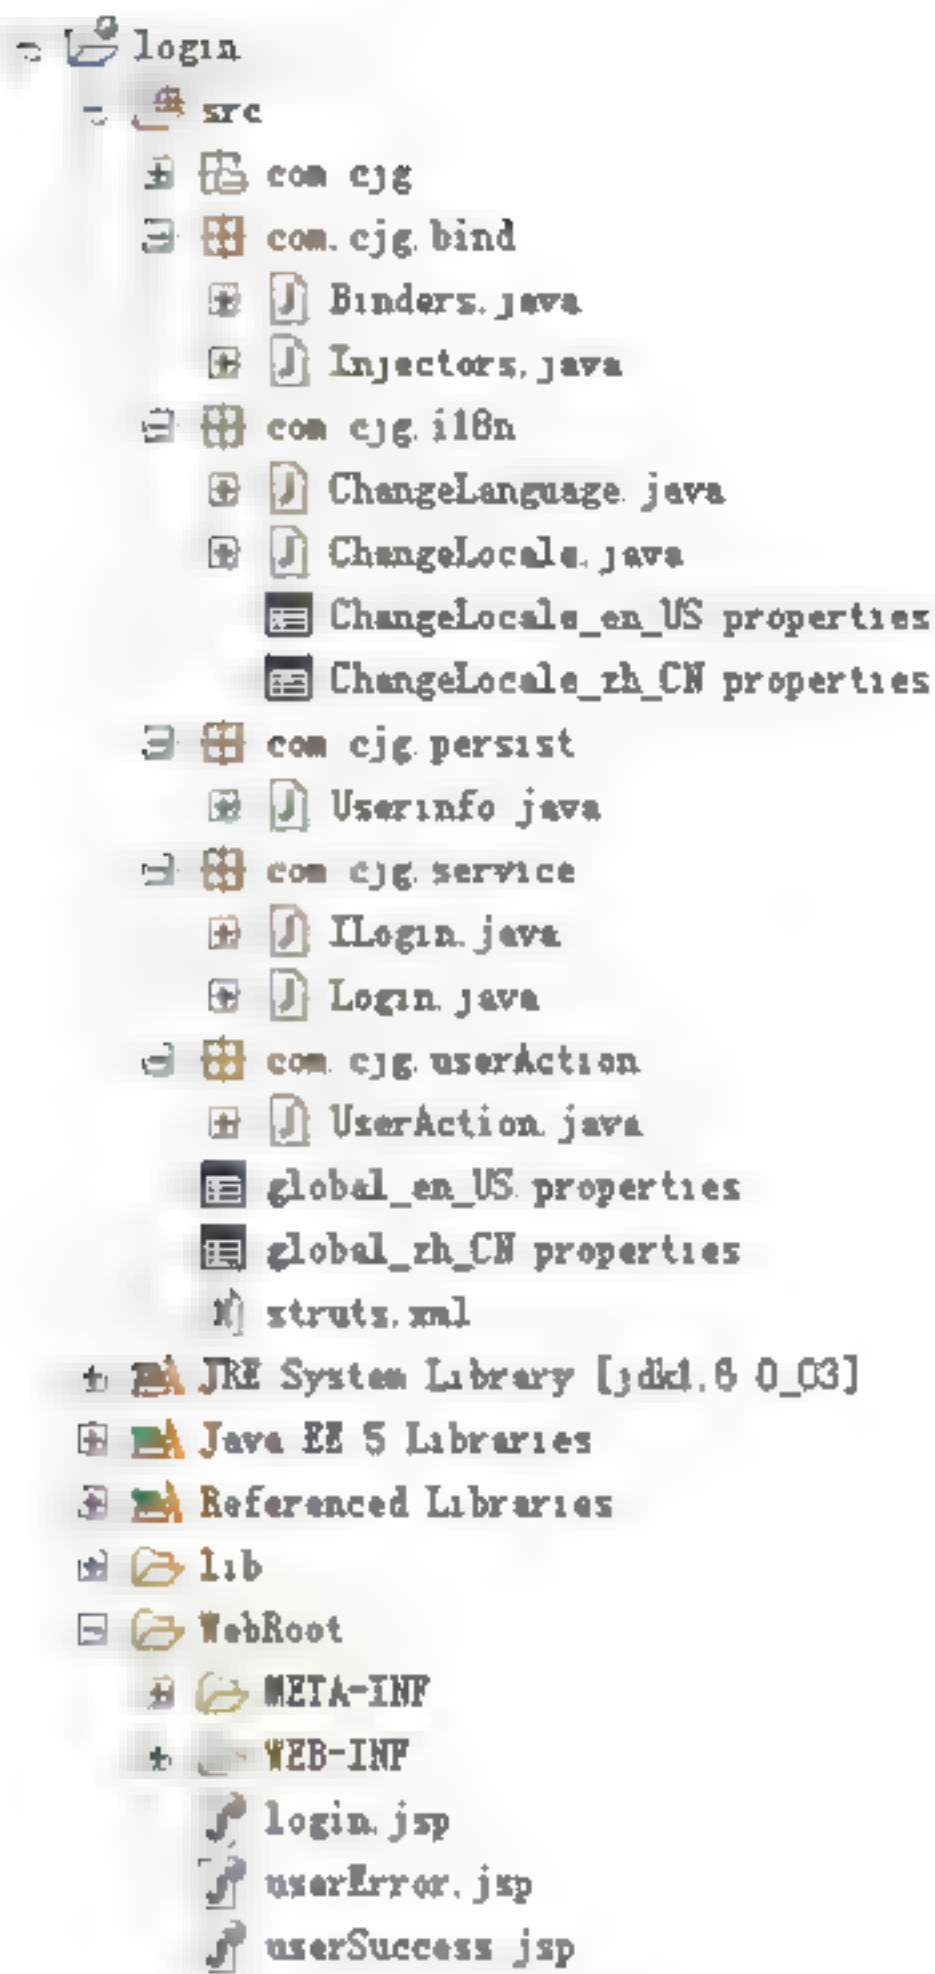 login
src
com.cjg
com.cjg.bind
Binders.java
Injectors.java
com.cjg.i18n
ChangeLanguage.java
ChangeLocale.java
ChangeLocale_en_US.properties
ChangeLocale_zh_CN.properties
com.cjg.persist
Userinfo.java
com.cjg.service
ILogin.java
Login.java
com.cjg.userAction
UserAction.java
global_en_US.properties
global_zh_CN.properties
struts.xml
JRE System Library [jdk1.6.0_03]
Java EE 5 Libraries
Referenced Libraries
lib
WebRoot
META-INF
WEB-INF
login.jsp
userError.jsp
userSuccess.jsp